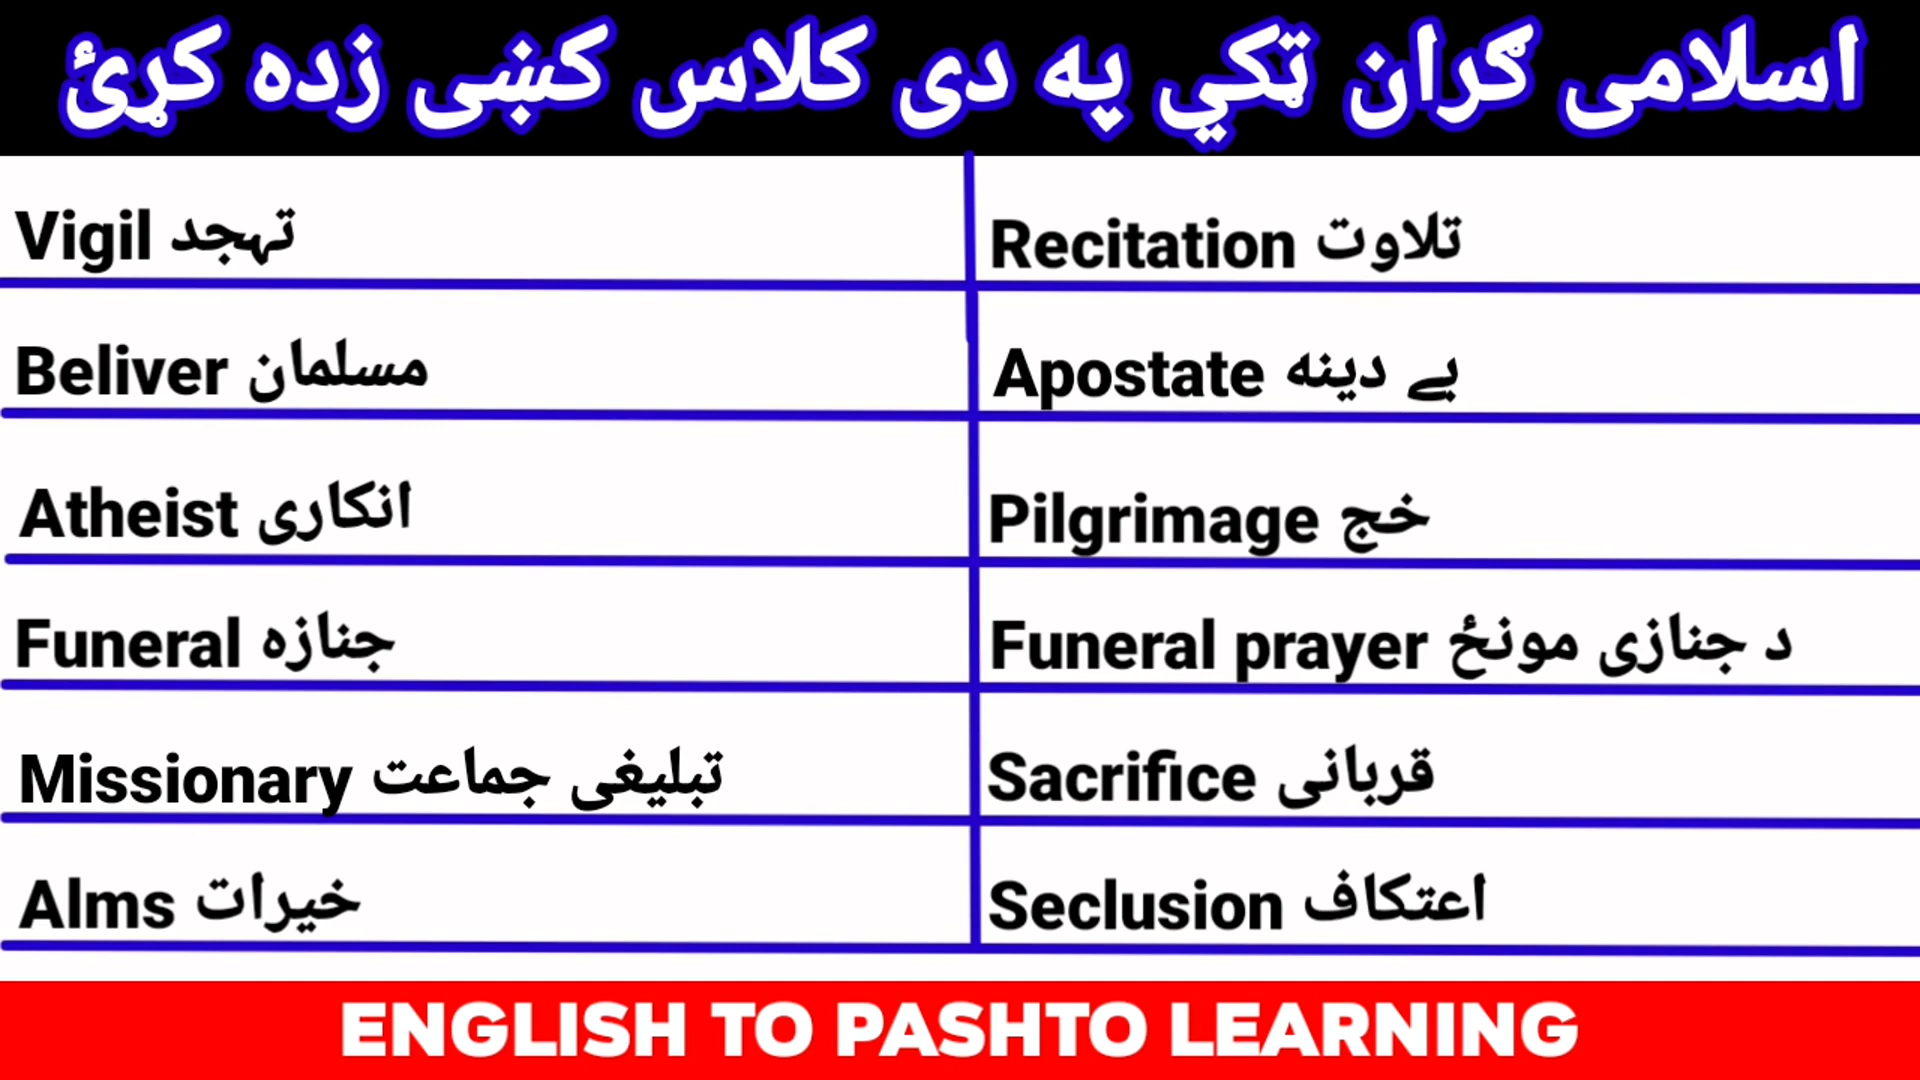 اسلامی ګران ټکي په دی کلاس کښی زده کړئ
Vigil تہجد
Recitation تلاوت
Beliver مسلمان
Apostate بے دینه
Atheist انکاری
Pilgrimage خج
Funeral جنازه
Funeral prayer د جنازی مونځ
Missionary تبلیغی جماعت
Sacrifice قربانی
Alms خیرات
Seclusion اعتکاف
ENGLISH TO PASHTO LEARNING